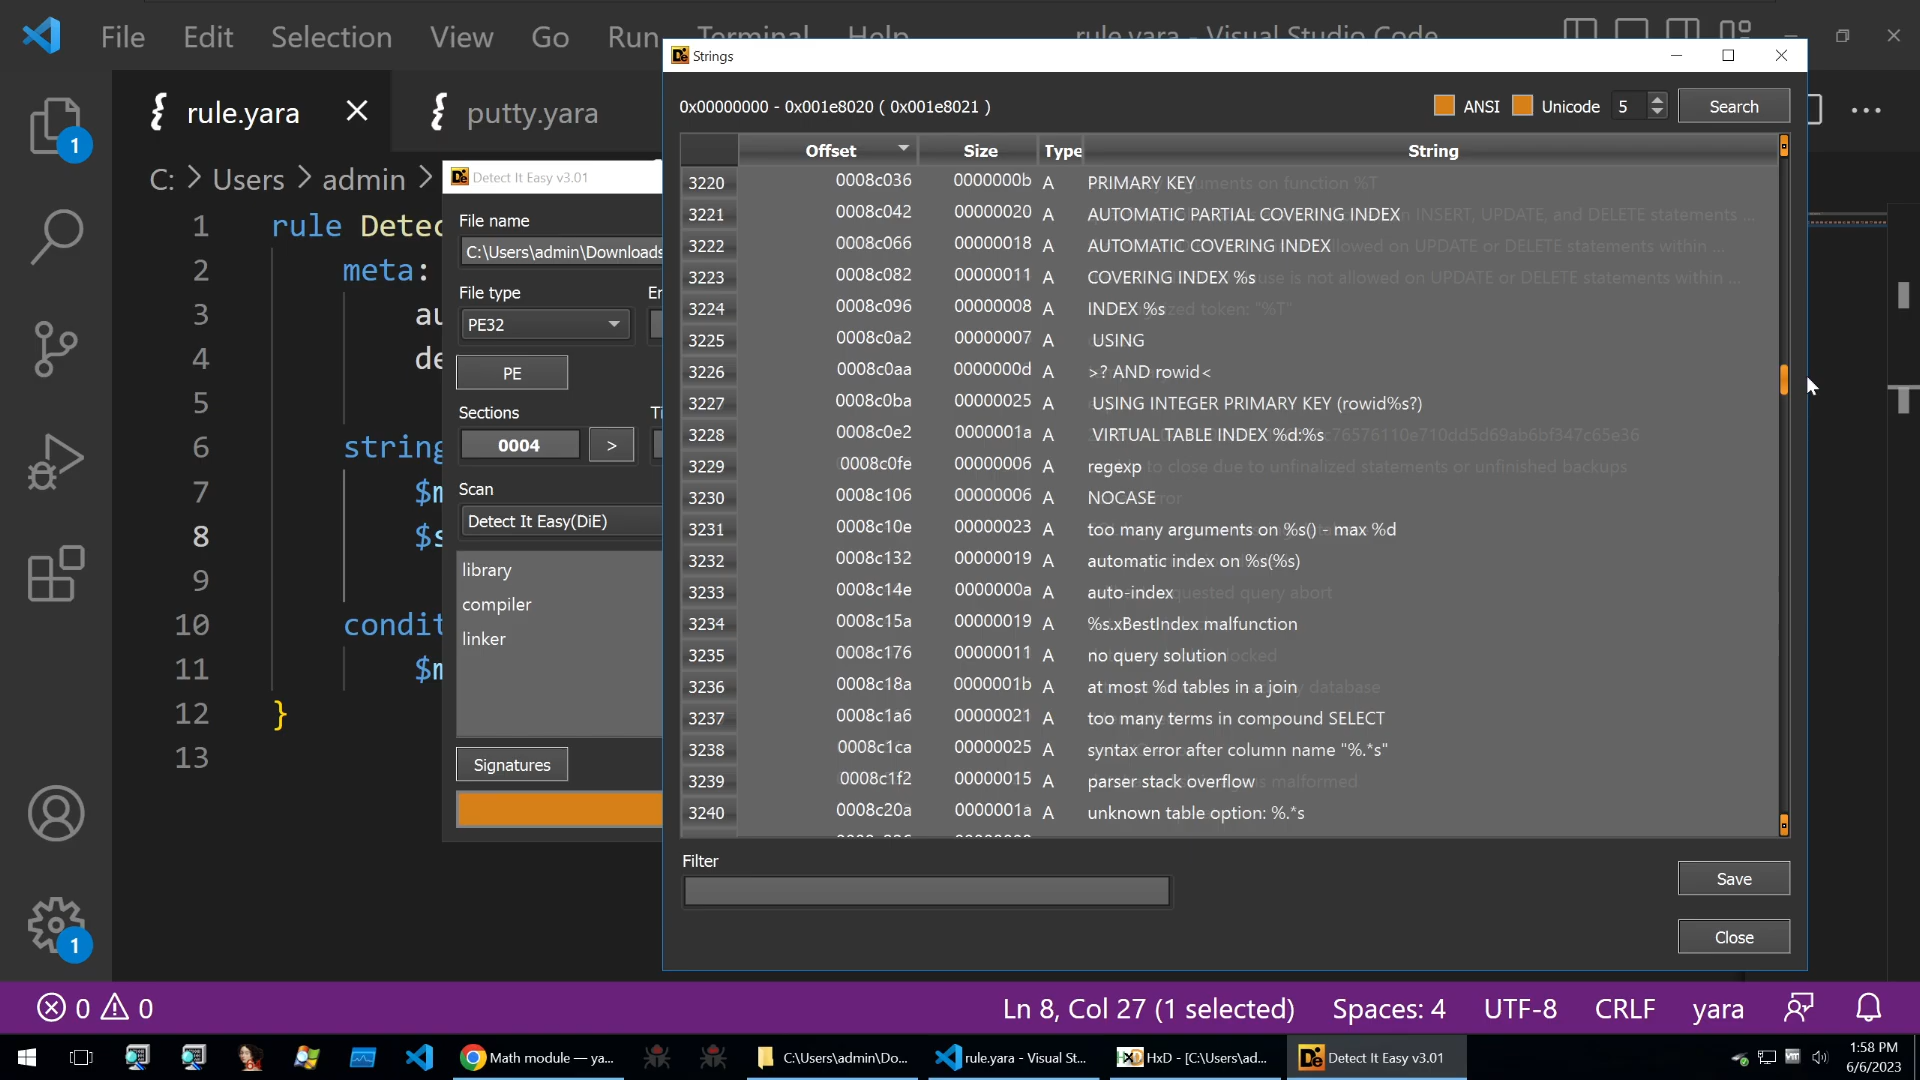 File Edit Selection View Go Run Terminal Help rule.yara - Visual Studio Code
rule.yara
putty.yara
C: > Users > admin >
1 rule Detec
2 meta:
3 au
4 de
5
6 string
7 $m
8 $s
9
10 condit
11 $m
12 }
13
Detect It Easy v3.01
File name
C:\Users\admin\Downloads
File type
En
PE32
PE
Sections
Ti
0004
>
Scan
Detect It Easy(DiE)
library
compiler
linker
Signatures
Strings
0x00000000 - 0x001e8020 ( 0x001e8021 )
ANSI
Unicode
5
Search
Offset Size Type String
3220 0008c036 0000000b A PRIMARY KEY
3221 0008c042 00000020 A AUTOMATIC PARTIAL COVERING INDEX
3222 0008c066 00000018 A AUTOMATIC COVERING INDEX
3223 0008c082 00000011 A COVERING INDEX %s
3224 0008c096 00000008 A INDEX %s
3225 0008c0a2 00000007 A USING
3226 0008c0aa 0000000d A >? AND rowid<
3227 0008c0ba 00000025 A USING INTEGER PRIMARY KEY (rowid%s?)
3228 0008c0e2 0000001a A VIRTUAL TABLE INDEX %d:%s
3229 0008c0fe 00000006 A regexp
3230 0008c106 00000006 A NOCASE
3231 0008c10e 00000023 A too many arguments on %s() - max %d
3232 0008c132 00000019 A automatic index on %s(%s)
3233 0008c14e 0000000a A auto-index
3234 0008c15a 00000019 A %s.xBestIndex malfunction
3235 0008c176 00000011 A no query solution
3236 0008c18a 0000001b A at most %d tables in a join
3237 0008c1a6 00000021 A too many terms in compound SELECT
3238 0008c1ca 00000025 A syntax error after column name "%.*s"
3239 0008c1f2 00000015 A parser stack overflow
3240 0008c20a 0000001a A unknown table option: %.*s
Filter
Save
Close
1
1
0 0
Ln 8, Col 27 (1 selected) Spaces: 4 UTF-8 CRLF yara
Math module — ya...
C:\Users\admin\Do...
rule.yara - Visual St...
HxD - [C:\Users\ad...
Detect It Easy v3.01
1:58 PM
6/6/2023